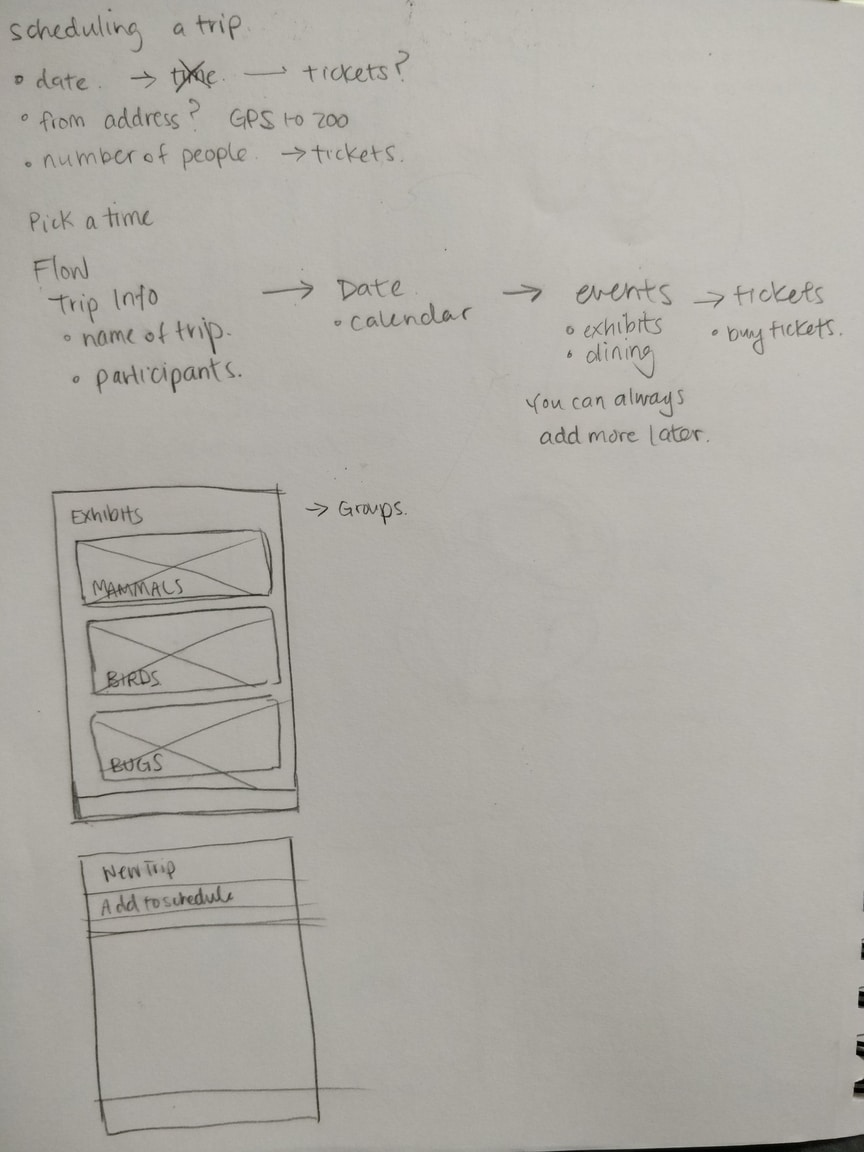 scheduling a trip
• date. → time. → tickets?
• from address? GPS to zoo
• number of people. → tickets.
Pick a time
Flow
Trip Info → Date → events → tickets
• name of trip. • calendar • exhibits • buy tickets.
• participants. • dining
You can always
add more later.
Exhibits → Groups.
MAMMALS
BIRDS
BUGS
New Trip
Add to schedule